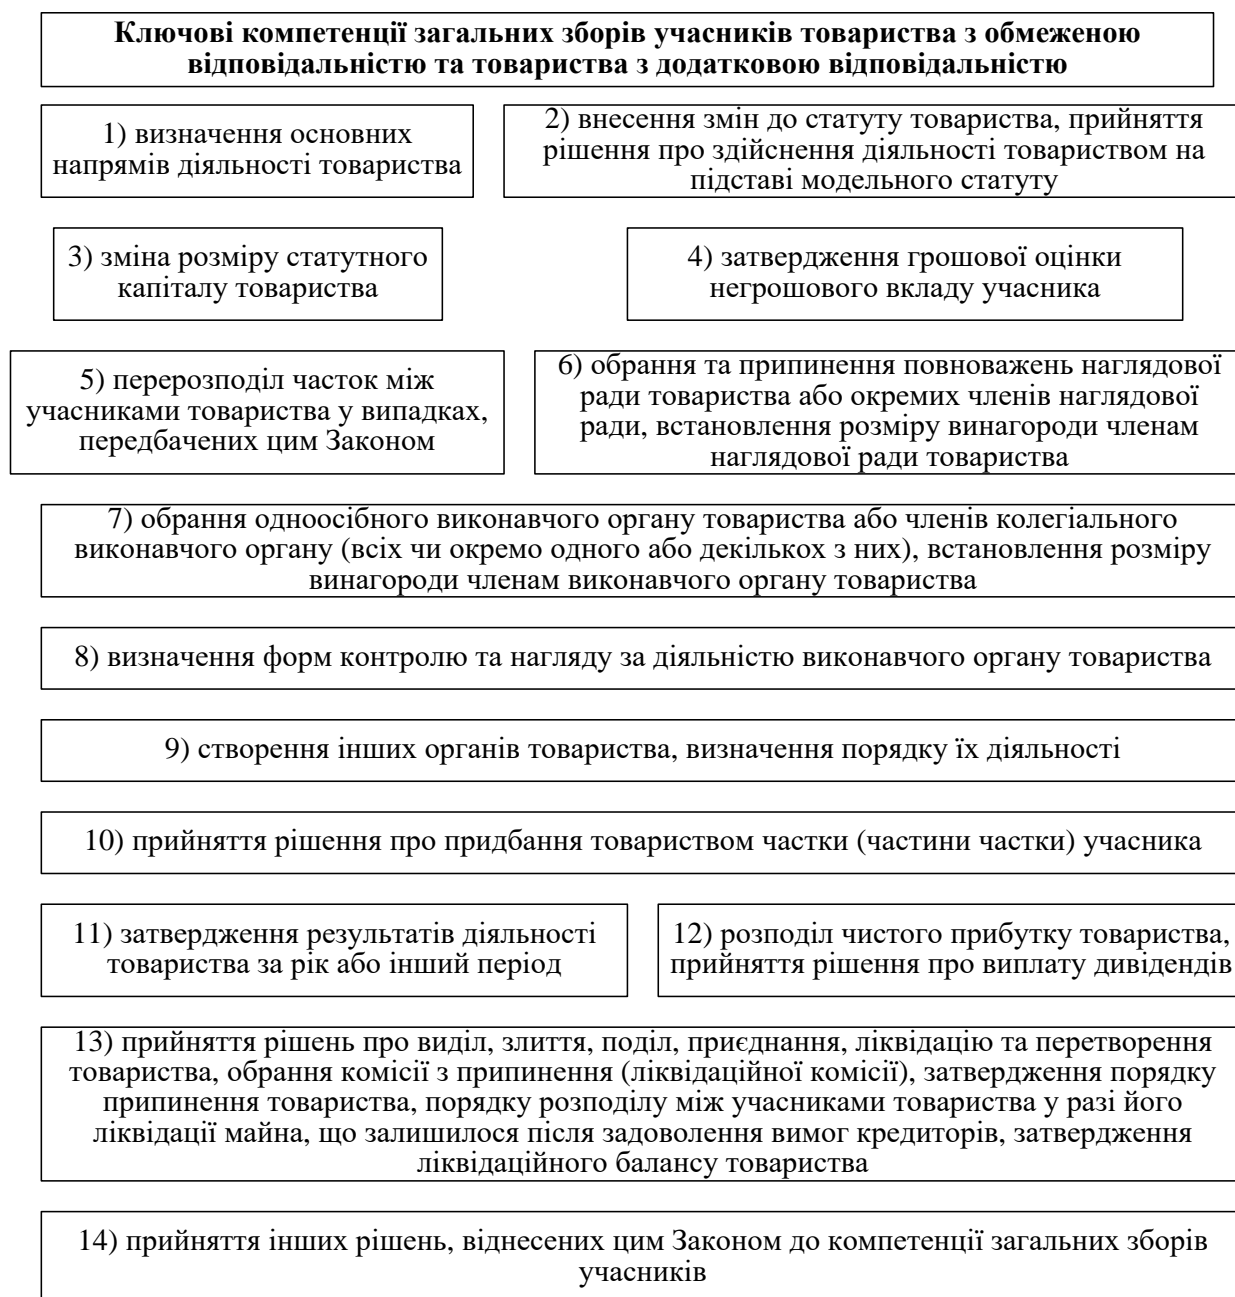 Ключові компетенції загальних зборів учасників товариства з обмеженою
відповідальністю та товариства з додатковою відповідальністю
1) визначення основних
напрямів діяльності товариства
2) внесення змін до статуту товариства, прийняття
рішення про здійснення діяльності товариством на
підставі модельного статуту
3) зміна розміру статутного
капіталу товариства
4) затвердження грошової оцінки
негрошового вкладу учасника
5) перерозподіл часток між
учасниками товариства у випадках,
передбачених цим Законом
6) обрання та припинення повноважень наглядової
ради товариства або окремих членів наглядової
ради, встановлення розміру винагороди членам
наглядової ради товариства
7) обрання одноосібного виконавчого органу товариства або членів колегіального
виконавчого органу (всіх чи окремо одного або декількох з них), встановлення розміру
винагороди членам виконавчого органу товариства
8) визначення форм контролю та нагляду за діяльністю виконавчого органу товариства
9) створення інших органів товариства, визначення порядку їх діяльності
10) прийняття рішення про придбання товариством частки (частини частки) учасника
11) затвердження результатів діяльності
товариства за рік або інший період
12) розподіл чистого прибутку товариства,
прийняття рішення про виплату дивідендів
13) прийняття рішень про виділ, злиття, поділ, приєднання, ліквідацію та перетворення
товариства, обрання комісії з припинення (ліквідаційної комісії), затвердження порядку
припинення товариства, порядку розподілу між учасниками товариства у разі його
ліквідації майна, що залишилося після задоволення вимог кредиторів, затвердження
ліквідаційного балансу товариства
14) прийняття інших рішень, віднесених цим Законом до компетенції загальних зборів
учасників